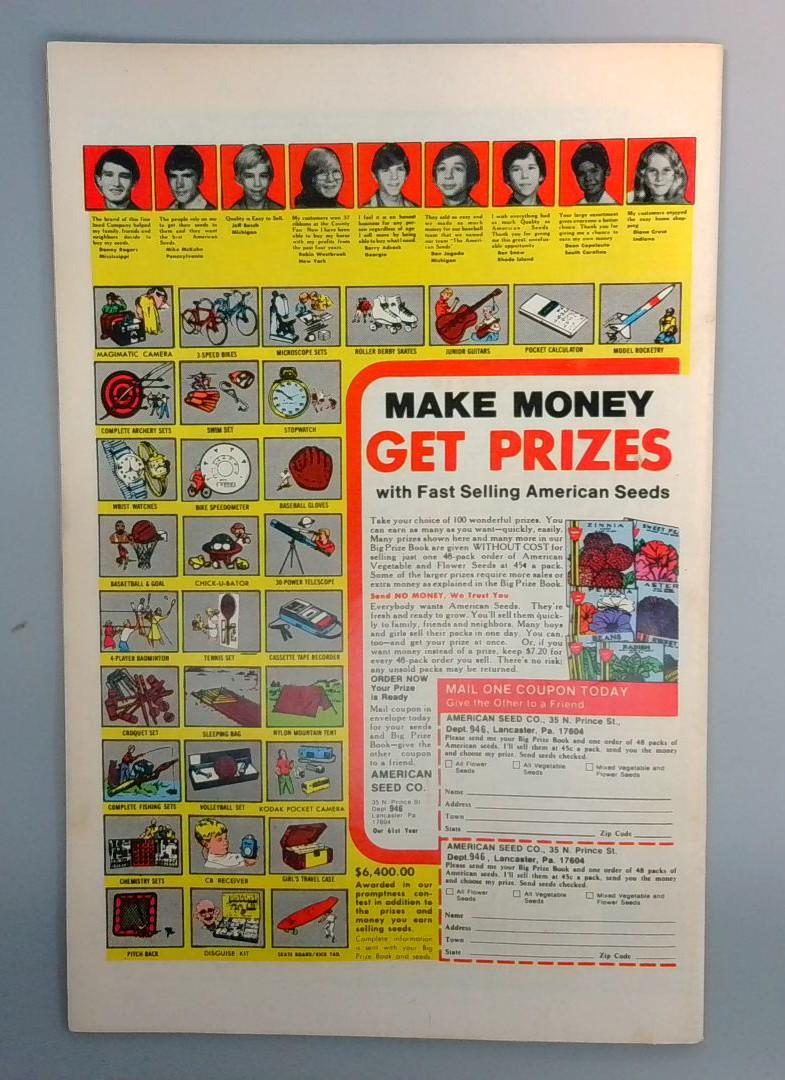 The brand of this fine
Seed Company helped
my family, friends and
neighbors decide to
buy my seeds.
Danny Rogers
Mississippi
The people rely on me
to get their seeds
them and they want
the best American
Seeds.
Mike McKuhn
Pennsylvania
Quality is Easy to Sell.
Jeff Besch
Michigan
My customers won 37
ribbons at the County
Fair. Now I have been
able to buy my horse
with my profits from
the past four years.
Robin Westbrook
New York
I feel it is an honest
business for any per-
son regardless of age
I still move by being
able to buy what I need.
Barry Adcock
Georgia
They sold so easy and
we made so much
money for our baseball
team that we named
our team "The Ameri-
can Seeds"
Dan Jagoda
Michigan
I wish everything had
as much Quality as
American Seeds
Thank you for giving
me this great
opportunity
Dan Snow
Rhode Island
Your large assortment
gives everyone a better
choice. Thank you for
giving me a chance to
earn my own money
Dean
South Carolina
My customers enjoyed
the easy home shop-
ping
Diane Cruse
Indiana
MAGIMATIC CAMERA
3-SPEED BIKES
MICROSCOPE SETS
ROLLER DERBY SKATES
JUNIOR GUITARS
POCKET CALCULATOR
MODEL ROCKETRY
COMPLETE ARCHERY SETS
SWIM SET
STOPWATCH
WRIST WATCHES
BIKE SPEEDOMETER
BASEBALL GLOVES
BASKETBALL & GOAL
CHICK-U-BATOR
30 POWER TELESCOPE
4-PLAYER BADMINTON
TENNIS SET
CASSETTE TAPE RECORDER
CROQUET SET
SLEEPING BAG
NYLON MOUNTAIN TENT
COMPLETE FISHING SETS
VOLLEYBALL SET
KODAK POCKET CAMERA
CHEMISTRY SETS
CB RECEIVER
GIRL'S TRAVEL CASE
PITCH BACK
DISGUISE KIT
SKATE BOARD/KICK TAIL
MAKE MONEY
GET PRIZES
with Fast Selling American Seeds
Take your choice of 100 wonderful prizes. You
can earn as many as you want—quickly, easily.
Many prizes shown here and many more in our
Big Prize Book are given WITHOUT COST for
selling just one 48-pack order of American
Vegetable and Flower Seeds at 45¢ a pack.
Some of the larger prizes require more sales or
extra money as explained in the Big Prize Book.
Send NO MONEY, We Trust You
Everybody wants American Seeds. They're
fresh and ready to grow. You'll sell them quick-
ly to family, friends and neighbors. Many boys
and girls sell their packs in one day. You can,
too—and get your prize at once. Or, if you
want money instead of a prize, keep $7.20 for
every 48-pack order you sell. There's no risk;
any unsold packs may be returned.
ZINNIA
SWEET PE
PETUNIA
ASTER
BEANS
SWEET
RADISH
ORDER NOW
Your Prize
is Ready
Mail coupon in
envelope today
for your seeds
and Big Prize
Book—give the
other coupon
to a friend.
AMERICAN
SEED CO.
35 N. Prince St
Dept 946
Lancaster Pa
17604
Our 61st Year
MAIL ONE COUPON TODAY
Give the Other to a Friend
AMERICAN SEED CO., 35 N. Prince St.,
Dept. 946, Lancaster, Pa. 17604
Please send me your Big Prize Book and one order of 48 packs of
American seeds. I'll sell them at 45c a pack, send you the money
and choose my prize. Send seeds checked.
All Flower Seeds
All Vegetable Seeds
Mixed Vegetable and Flower Seeds
Name
Address
Town
State Zip Code
AMERICAN SEED CO., 35 N. Prince St.
Dept. 946, Lancaster, Pa. 17604
Please send me your Big Prize Book and one order of 48 packs of
American seeds. I'll sell them at 45c a pack, send you the money
and choose my prize. Send seeds checked.
All Flower Seeds
All Vegetable Seeds
Mixed Vegetable and Flower Seeds
Name
Address
Town
State Zip Code
$6,400.00
Awarded in our
promptness con-
test in addition to
the prizes and
money you earn
selling seeds.
Complete information
is sent with your Big
Prize Book and seeds.